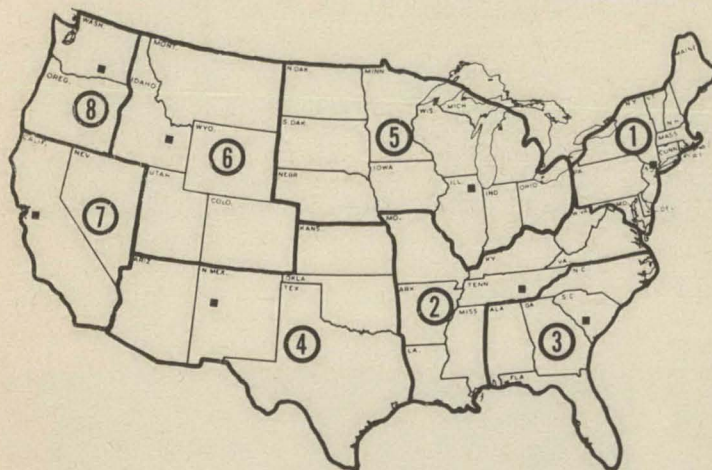 WASH.
MAINE
MONT.
N.DAK.
MINN.
OREG.
IDAHO
8
WYO.
S.DAK.
5
WIS.
MICH.
N.Y.
N.H.
1
MASS.
6
CALIF.
NEV.
UTAH
NEBR.
IOWA
ILL.
IND.
OHIO
PA.
CONN.
7
COLO.
KANS.
MO.
KY.
VA.
MD.
ARIZ.
N.MEX.
OKLA.
TEX.
ARK.
2
TENN.
N.C.
4
MISS.
ALA.
GA.
S.C.
3
LA.
FLA.